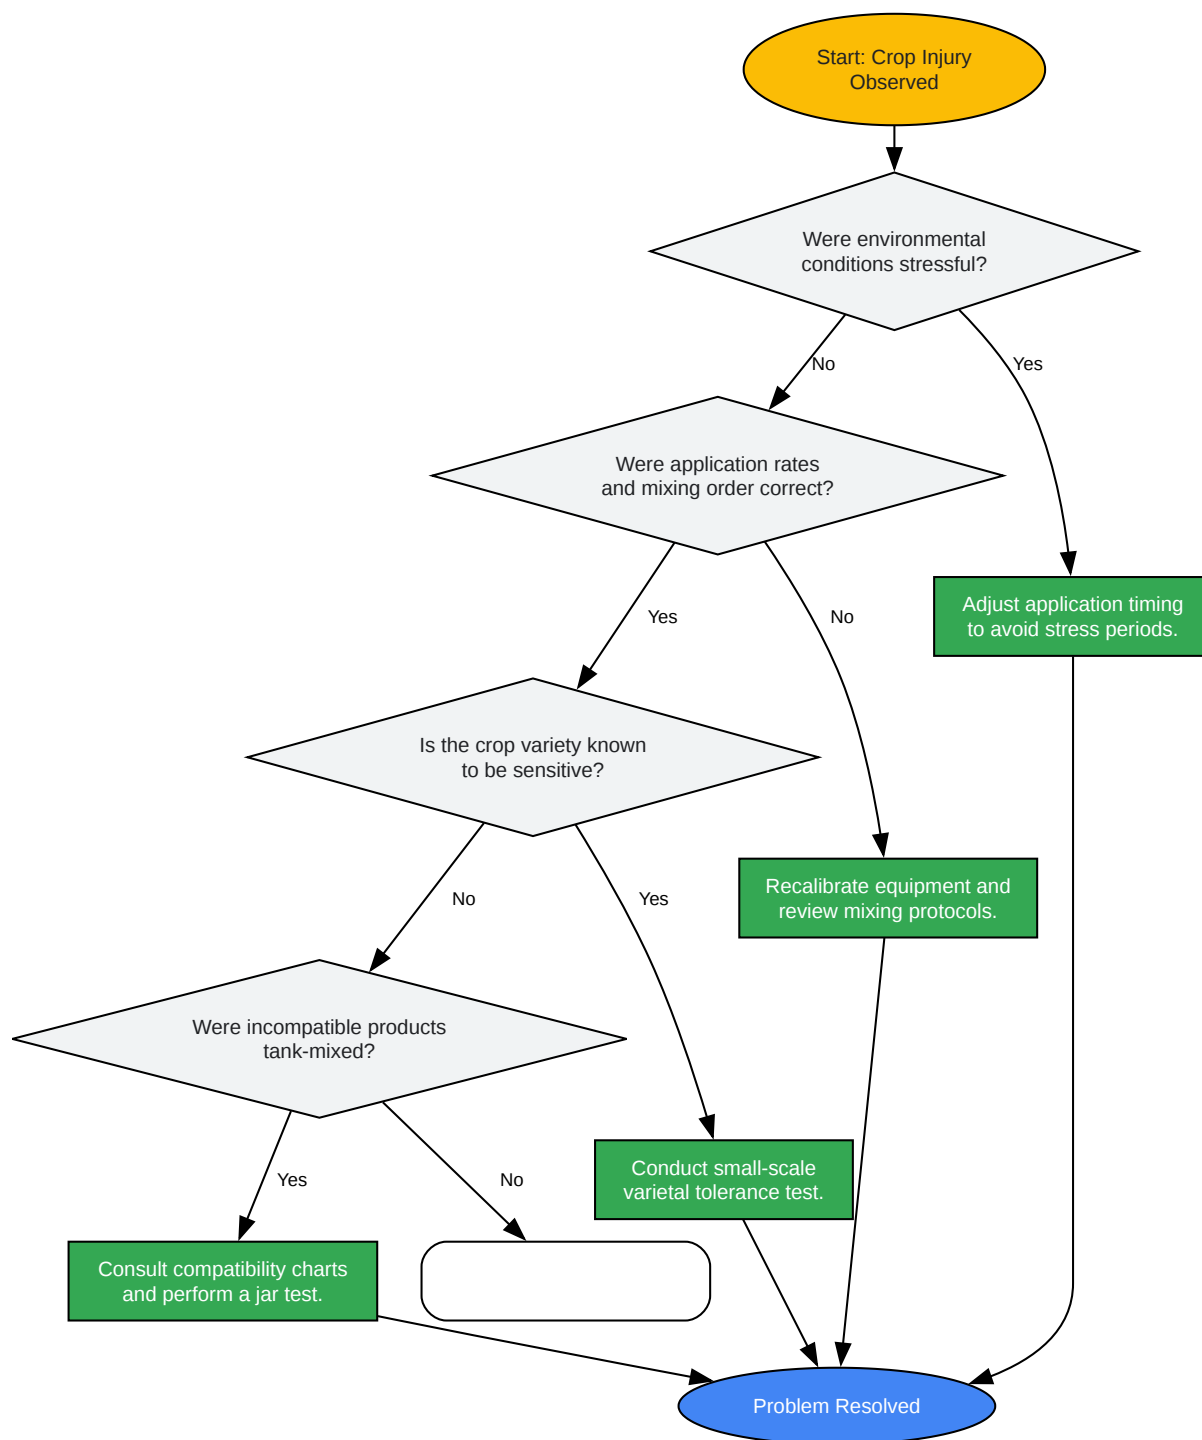 Start: Crop Injury
Observed
Were environmental
conditions stressful?
No
Yes
Were application rates
and mixing order correct?
Adjust application timing
to avoid stress periods.
Yes
No
Is the crop variety known
to be sensitive?
Recalibrate equipment and
review mixing protocols.
No
Yes
Were incompatible products
tank-mixed?
Conduct small-scale
varietal tolerance test.
Yes
No
Consult compatibility charts
and perform a jar test.
Problem Resolved